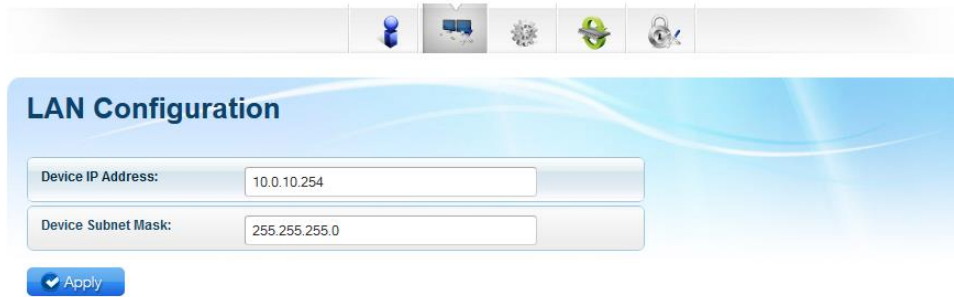 LAN Configuration
Device IP Address: 10.0.10.254
Device Subnet Mask: 255.255.255.0
Apply